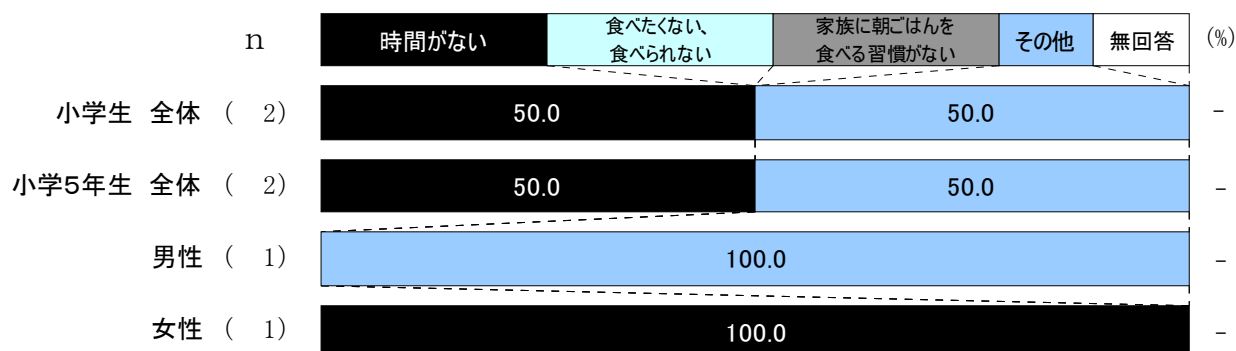 n 時間がない 食べたくない、 家族に朝ごはんを その他 無回答 (%)
食べられない 食べる習慣がない
小学生 全体 ( 2) 50.0 50.0 -
小学5年生 全体 ( 2) 50.0 50.0 -
男性 ( 1) 100.0 -
女性 ( 1) 100.0 -